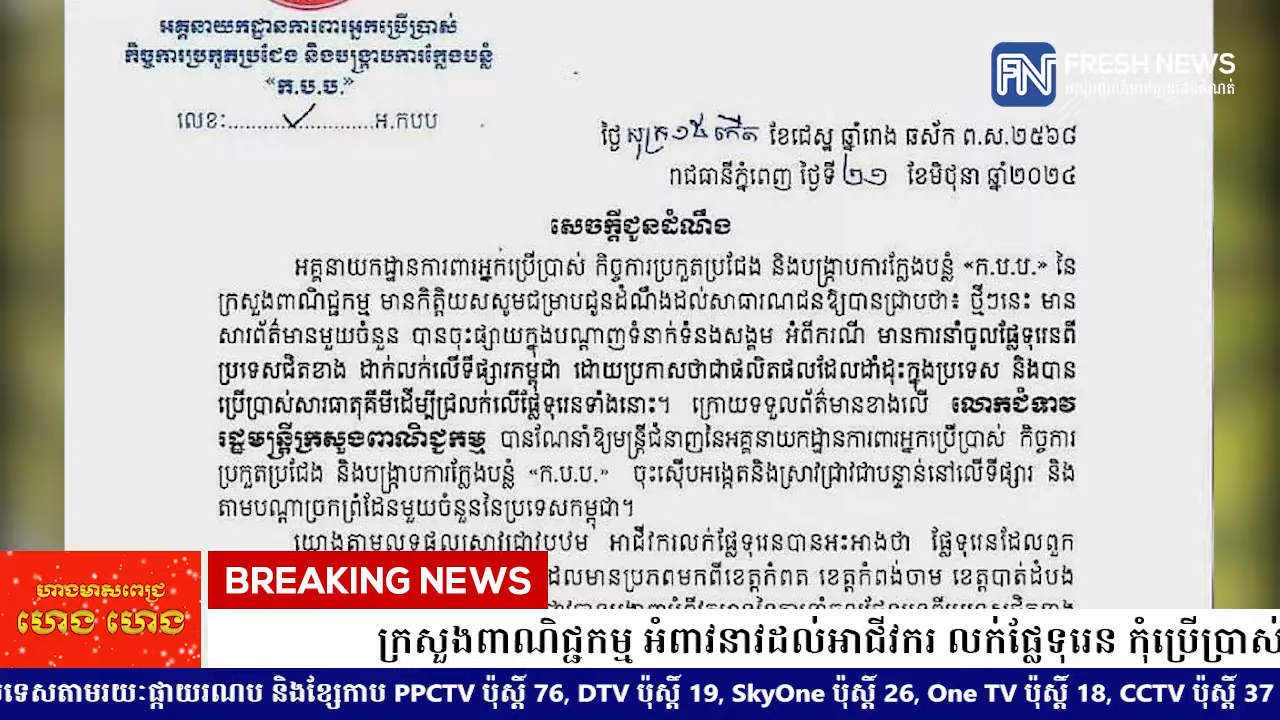 អគ្គនាយកដ្ឋានការពារអ្នកប្រើប្រាស់
កិច្ចការប្រកួតប្រជែង និងបង្ក្រាបការក្លែងបន្លំ
«ក.ប.ប.»
លេខៈ........................អ.កបប
FRESH NEWS
ថ្ងៃ សុក្រ ១៥ កើត ខែជេស្ឋ ឆ្នាំរោង ឆស័ក ព.ស.២៥៦៨
រាជធានីភ្នំពេញ ថ្ងៃទី ២១ ខែមិថុនា ឆ្នាំ២០២៤
សេចក្តីជូនដំណឹង
អគ្គនាយកដ្ឋានការពារអ្នកប្រើប្រាស់ កិច្ចការប្រកួតប្រជែង និងបង្ក្រាបការក្លែងបន្លំ «ក.ប.ប.» នៃ
ក្រសួងពាណិជ្ជកម្ម មានកិត្តិយសសូមជម្រាបជូនដំណឹងដល់សាធារណជនឱ្យបានជ្រាបថា៖ ថ្មីៗនេះ មាន
សារព័ត៌មានមួយចំនួន បានចុះផ្សាយក្នុងបណ្តាញទំនាក់ទំនងសង្គម អំពីករណី មានការនាំចូលផ្លែទុរេនពី
ប្រទេសជិតខាង ដាក់លក់លើទីផ្សារកម្ពុជា ដោយប្រកាសថាជាផលិតផលដែលដាំដុះក្នុងប្រទេស និងបាន
ប្រើប្រាស់សារធាតុគីមីដើម្បីជ្រលក់លើផ្លែទុរេនទាំងនោះ។ ក្រោយទទួលព័ត៌មានខាងលើ លោកជំទាវ
រដ្ឋមន្ត្រីក្រសួងពាណិជ្ជកម្ម បានណែនាំឱ្យមន្ត្រីជំនាញនៃអគ្គនាយកដ្ឋានការពារអ្នកប្រើប្រាស់ កិច្ចការ
ប្រកួតប្រជែង និងបង្ក្រាបការក្លែងបន្លំ «ក.ប.ប.» ចុះស៊ើបអង្កេតនិងស្រាវជ្រាវជាបន្ទាន់នៅលើទីផ្សារ និង
តាមបណ្តាច្រកព្រំដែនមួយចំនួននៃប្រទេសកម្ពុជា។
យោងតាមលទ្ធផលស្រាវជ្រាវបឋម អាជីវករលក់ផ្លែទុរេនបានអះអាងថា ផ្លែទុរេនដែលពួក
ដែលមានប្រភពមកពីខេត្តកំពត ខេត្តកំពង់ចាម ខេត្តបាត់ដំបង
ហាងមាសពេជ្រ
ហេង ហេង
BREAKING NEWS
ក្រសួងពាណិជ្ជកម្ម អំពាវនាវដល់អាជីវករ លក់ផ្លែទុរេន កុំប្រើប្រាស់
ប្រទេសតាមរយៈផ្កាយរណប និងខ្សែកាប PPCTV ប៉ុស្តិ៍ 76, DTV ប៉ុស្តិ៍ 19, SkyOne ប៉ុស្តិ៍ 26, One TV ប៉ុស្តិ៍ 18, CCTV ប៉ុស្តិ៍ 37